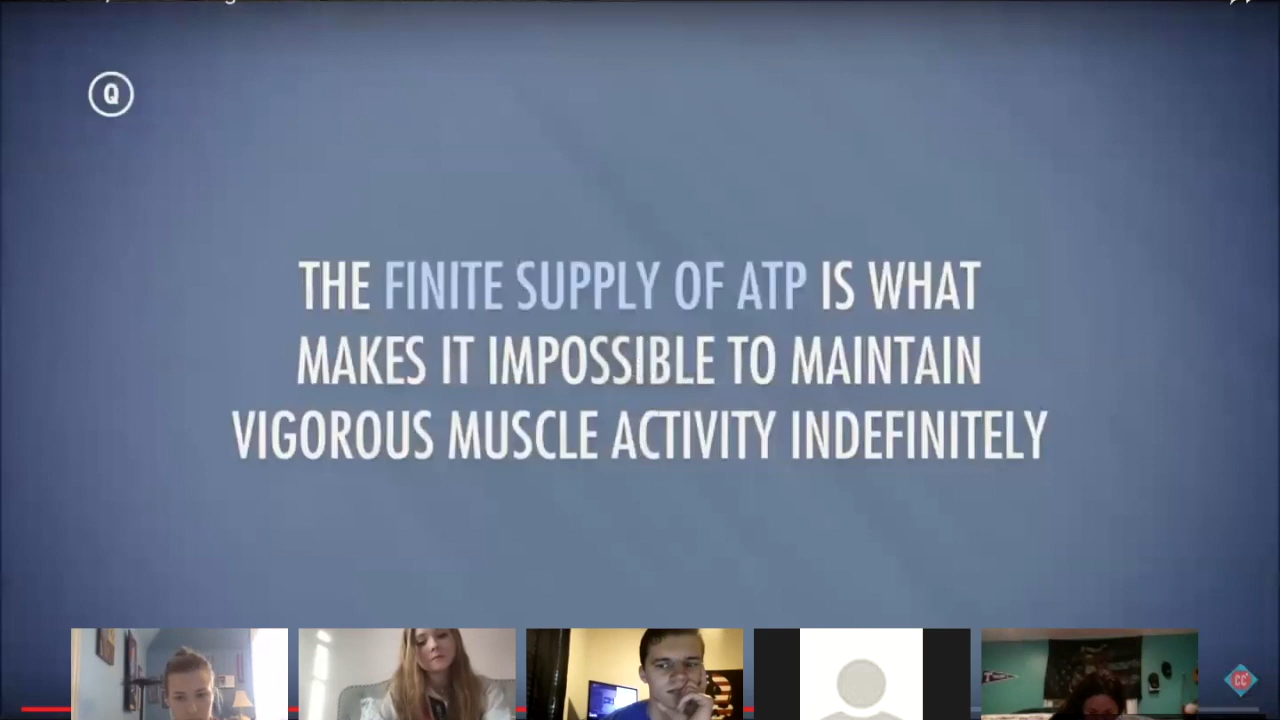 Q
THE FINITE SUPPLY OF ATP IS WHAT
MAKES IT IMPOSSIBLE TO MAINTAIN
VIGOROUS MUSCLE ACTIVITY INDEFINITELY
CC